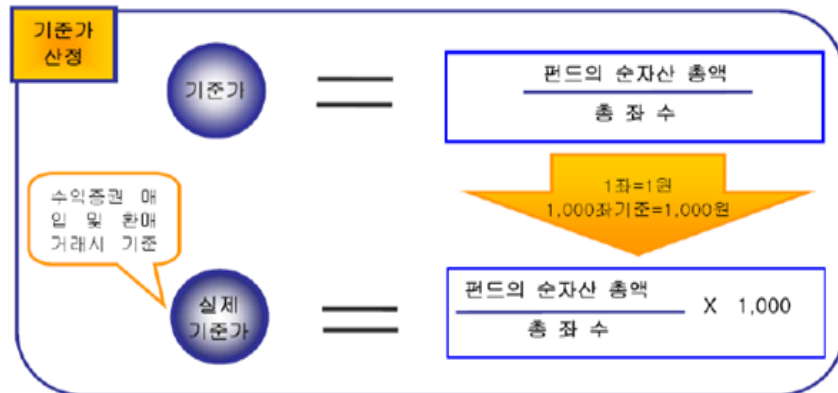 기준가
산정
기준가
펀드의 순자산 총액
총 좌 수
1좌=1원
1,000좌기준=1,000원
수익증권 매
입 및 환매
거래시 기준
실제
기준가
펀드의 순자산 총액
총 좌 수
X 1,000